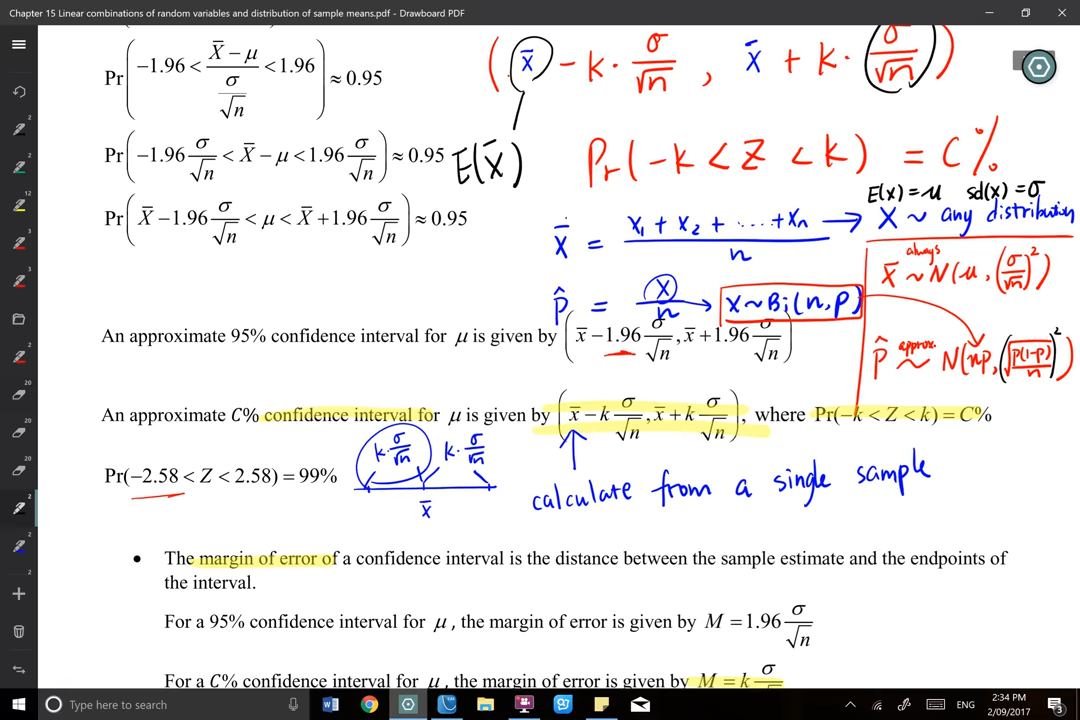 Chapter 15 Linear combinations of random variables and distribution of sample means.pdf - Drawboard PDF
Pr(−1.96 < (X̄ − μ)/(σ/√n) < 1.96) ≈ 0.95
(x̄ − k · σ/√n , x̄ + k · σ/√n)
Pr(−1.96 σ/√n < X̄ − μ < 1.96 σ/√n) ≈ 0.95
E(X̄)
Pr(−k < Z < k) = C%
E(X) = μ sd(X) = σ
Pr(X̄ − 1.96 σ/√n < μ < X̄ + 1.96 σ/√n) ≈ 0.95
X̄ = (x₁ + x₂ + ..... + xₙ)/n → X ~ any distribution
always
X̄ ~ N(μ, (σ/√n)²)
P̂ = X/n → X ~ Bi(n, p)
An approximate 95% confidence interval for μ is given by (x̄ − 1.96 σ/√n, x̄ + 1.96 σ/√n)
approx.
P̂ ~ N(np, (√(p(1-p)/n))²)
An approximate C% confidence interval for μ is given by (x̄ − k σ/√n, x̄ + k σ/√n), where Pr(−k < Z < k) = C%
k · σ/√n k · σ/√n
Pr(−2.58 < Z < 2.58) = 99%
x̄
calculate from a single sample
• The margin of error of a confidence interval is the distance between the sample estimate and the endpoints of
the interval.
For a 95% confidence interval for μ, the margin of error is given by M = 1.96 σ/√n
For a C% confidence interval for μ, the margin of error is given by M = k σ/√n
Type here to search
ENG
2:34 PM
2/09/2017